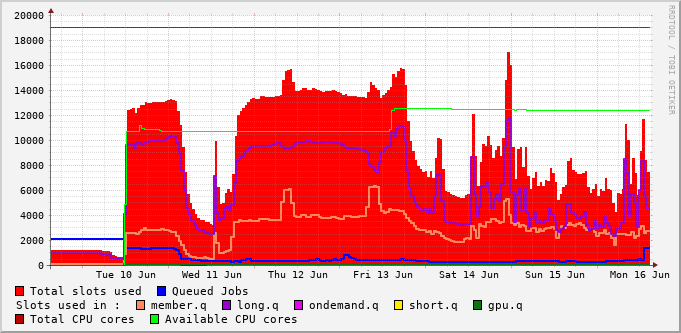 20000
18000
16000
14000
12000
10000
8000
6000
4000
2000
0
Tue 10 Jun Wed 11 Jun Thu 12 Jun Fri 13 Jun Sat 14 Jun Sun 15 Jun Mon 16 Jun
Total slots used Queued Jobs
Slots used in : member.q long.q ondemand.q short.q gpu.q
Total CPU cores Available CPU cores
RRDTOOL / TOBI OETIKER